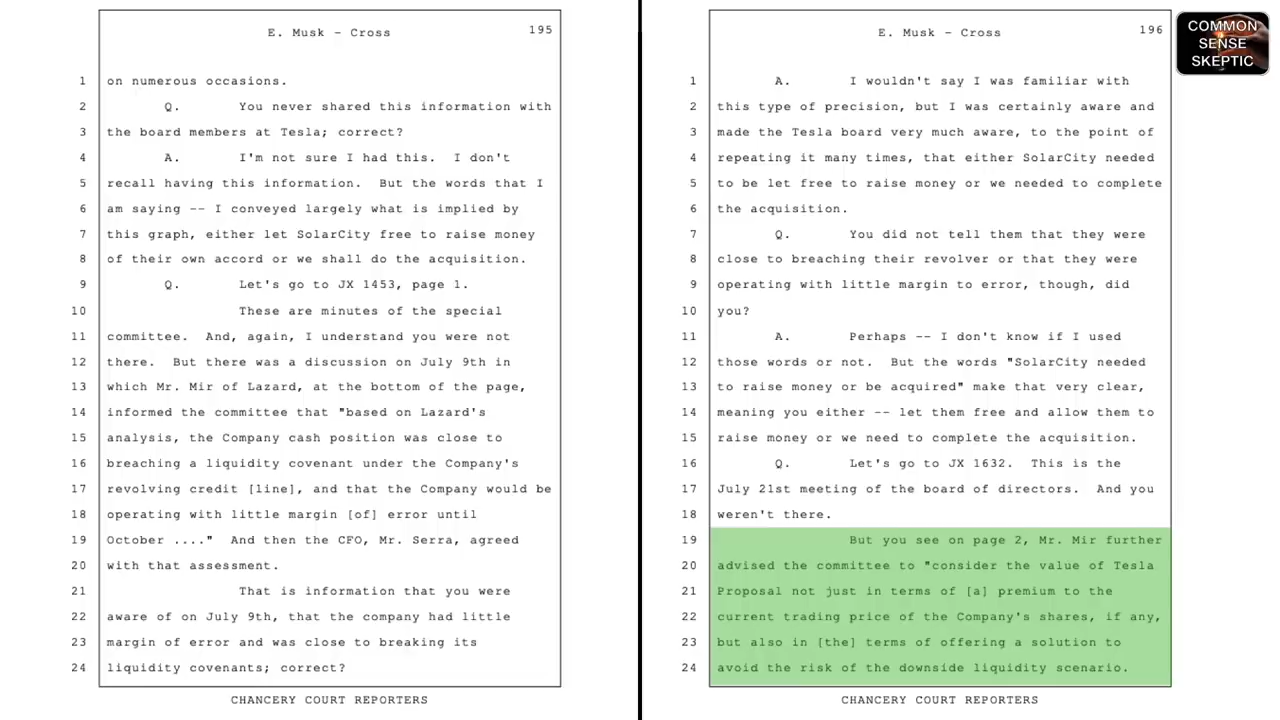 E. Musk – Cross 195
1 on numerous occasions.
2 Q. You never shared this information with
3 the board members at Tesla; correct?
4 A. I'm not sure I had this. I don't
5 recall having this information. But the words that I
6 am saying -- I conveyed largely what is implied by
7 this graph, either let SolarCity free to raise money
8 of their own accord or we shall do the acquisition.
9 Q. Let's go to JX 1453, page 1.
10 These are minutes of the special
11 committee. And, again, I understand you were not
12 there. But there was a discussion on July 9th in
13 which Mr. Mir of Lazard, at the bottom of the page,
14 informed the committee that "based on Lazard's
15 analysis, the Company cash position was close to
16 breaching a liquidity covenant under the Company's
17 revolving credit [line], and that the Company would be
18 operating with little margin [of] error until
19 October ...." And then the CFO, Mr. Serra, agreed
20 with that assessment.
21 That is information that you were
22 aware of on July 9th, that the company had little
23 margin of error and was close to breaking its
24 liquidity covenants; correct?
CHANCERY COURT REPORTERS
E. Musk – Cross 196
1 A. I wouldn't say I was familiar with
2 this type of precision, but I was certainly aware and
3 made the Tesla board very much aware, to the point of
4 repeating it many times, that either SolarCity needed
5 to be let free to raise money or we needed to complete
6 the acquisition.
7 Q. You did not tell them that they were
8 close to breaching their revolver or that they were
9 operating with little margin to error, though, did
10 you?
11 A. Perhaps -- I don't know if I used
12 those words or not. But the words "SolarCity needed
13 to raise money or be acquired" make that very clear,
14 meaning you either -- let them free and allow them to
15 raise money or we need to complete the acquisition.
16 Q. Let's go to JX 1632. This is the
17 July 21st meeting of the board of directors. And you
18 weren't there.
19 But you see on page 2, Mr. Mir further
20 advised the committee to "consider the value of Tesla
21 Proposal not just in terms of [a] premium to the
22 current trading price of the Company's shares, if any,
23 but also in [the] terms of offering a solution to
24 avoid the risk of the downside liquidity scenario.
CHANCERY COURT REPORTERS
COMMON
SENSE
SKEPTIC